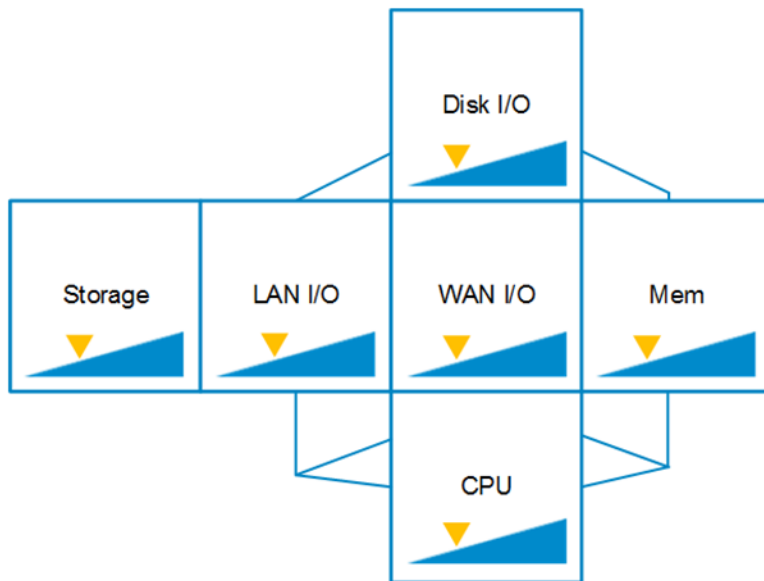 Disk I/O
Storage
LAN I/O
WAN I/O
Mem
CPU